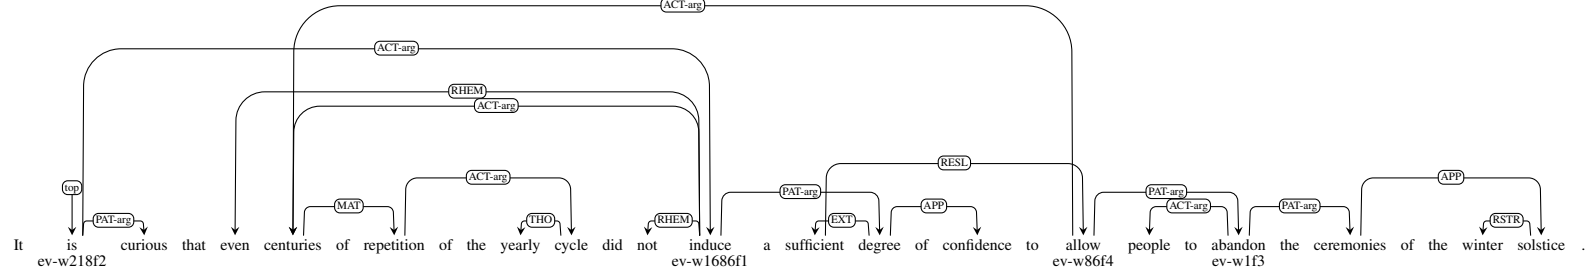 ACT-arg
ACT-arg
RHEM
ACT-arg
RESL
ACT-arg APP
top PAT-arg PAT-arg
MAT ACT-arg PAT-arg
PAT-arg THO RHEM EXT APP RSTR
It is curious that even centuries of repetition of the yearly cycle did not induce a sufficient degree of confidence to allow people to abandon the ceremonies of the winter solstice .
ev-w218f2 ev-w1686f1 ev-w86f4 ev-w1f3